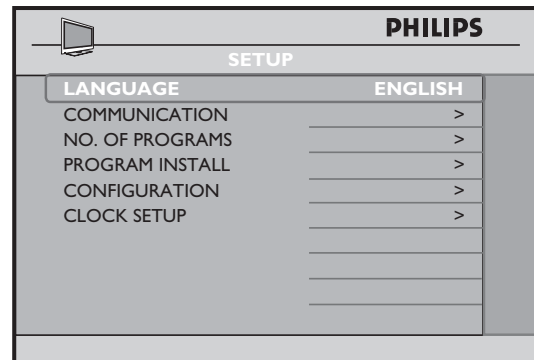 PHILIPS
SETUP
LANGUAGE ENGLISH
COMMUNICATION >
NO. OF PROGRAMS >
PROGRAM INSTALL >
CONFIGURATION >
CLOCK SETUP >